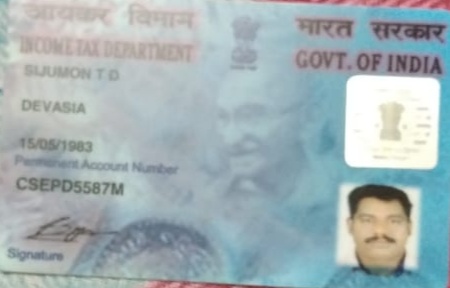 आयकर विभाग
INCOME TAX DEPARTMENT
भारत सरकार
GOVT. OF INDIA
SIJUMON T D
DEVASIA
15/05/1983
Permanent Account Number
CSEPD5587M
Signature